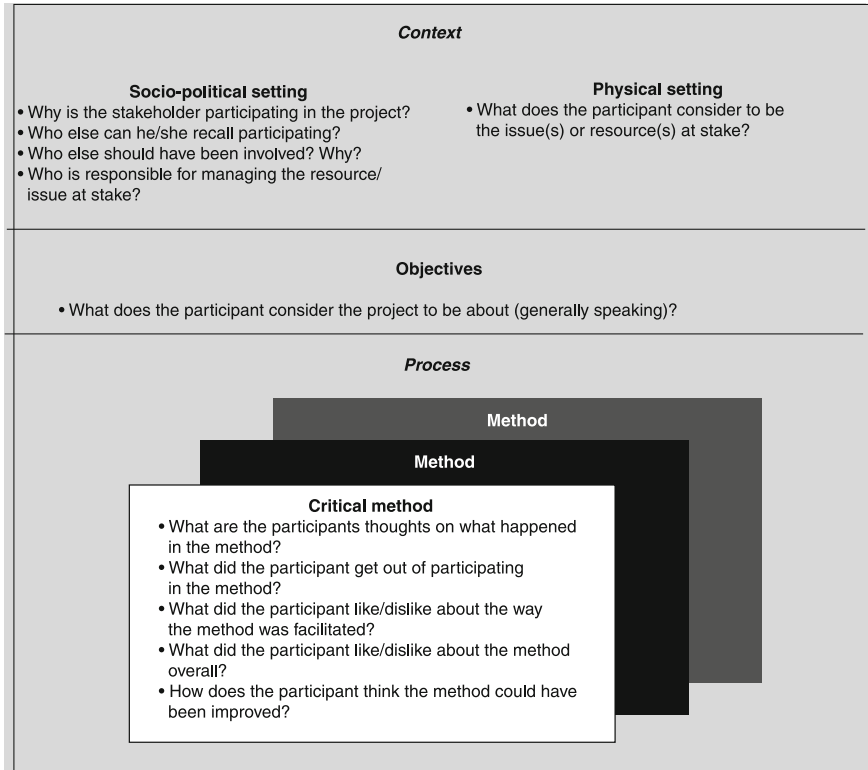 Context
Socio-political setting
• Why is the stakeholder participating in the project?
• Who else can he/she recall participating?
• Who else should have been involved? Why?
• Who is responsible for managing the resource/
issue at stake?
Physical setting
• What does the participant consider to be
the issue(s) or resource(s) at stake?
Objectives
• What does the participant consider the project to be about (generally speaking)?
Process
Method
Method
Critical method
• What are the participants thoughts on what happened
in the method?
• What did the participant get out of participating
in the method?
• What did the participant like/dislike about the way
the method was facilitated?
• What did the participant like/dislike about the method
overall?
• How does the participant think the method could have
been improved?